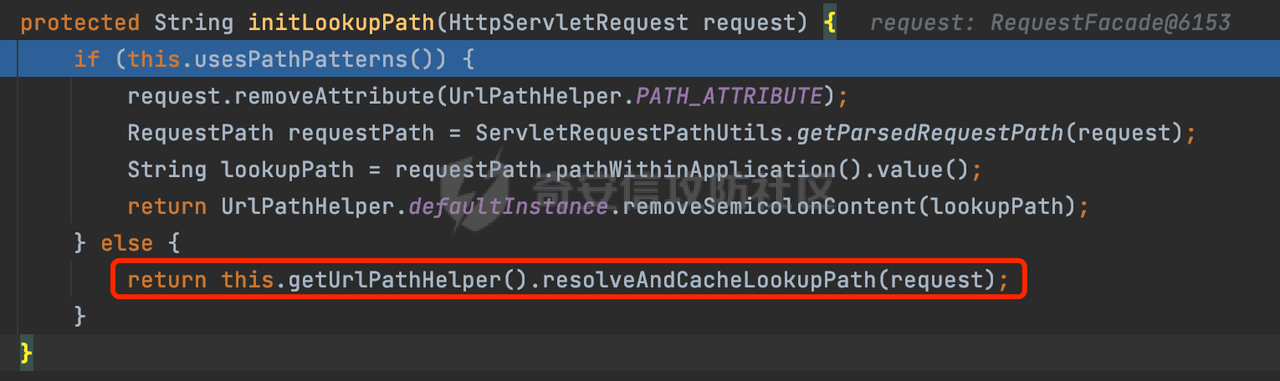 protected String initLookupPath(HttpServletRequest request) {   request: RequestFacade@6153
    if (this.usesPathPatterns()) {
        request.removeAttribute(UrlPathHelper.PATH_ATTRIBUTE);
        RequestPath requestPath = ServletRequestPathUtils.getParsedRequestPath(request);
        String lookupPath = requestPath.pathWithinApplication().value();
奇安信攻防社区
        return UrlPathHelper.defaultInstance.removeSemicolonContent(lookupPath);
    } else {
        return this.getUrlPathHelper().resolveAndCacheLookupPath(request);
    }
}